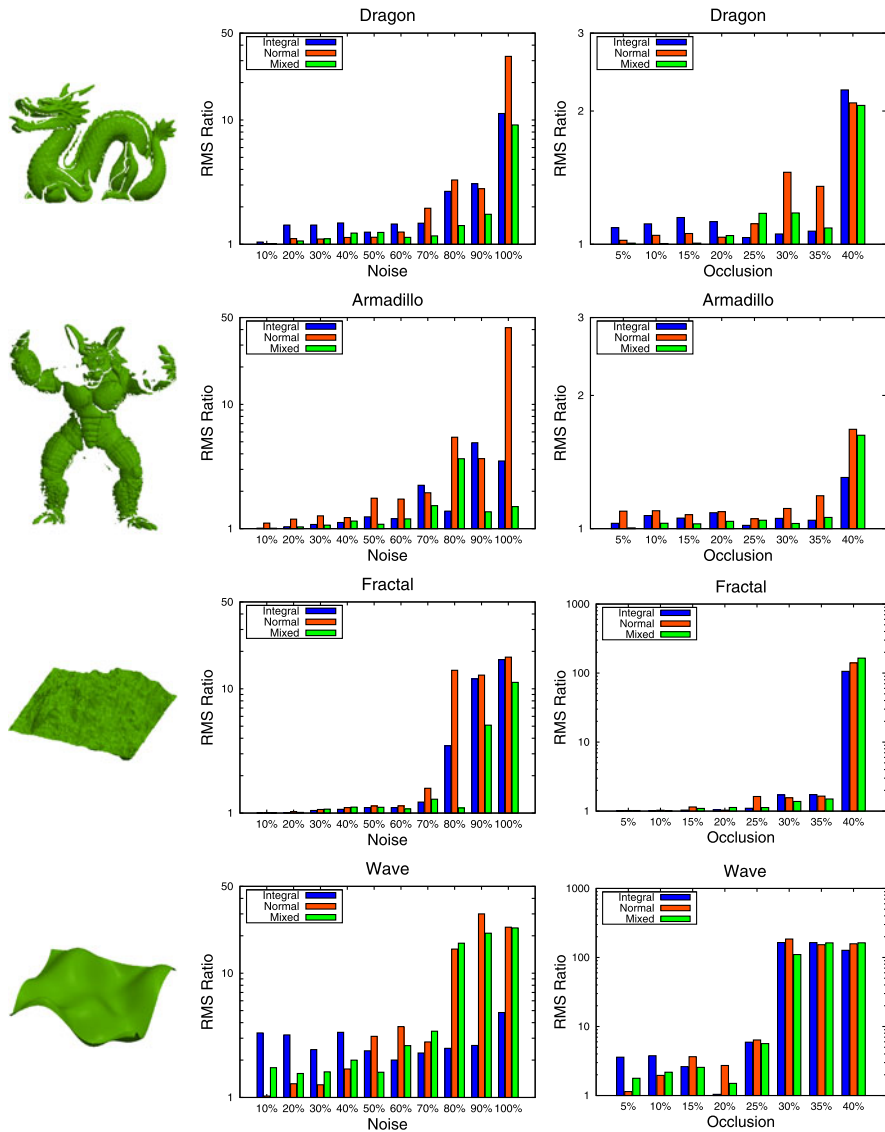 Dragon
50
10
1
RMS Ratio
Integral
Normal
Mixed
10% 20% 30% 40% 50% 60% 70% 80% 90% 100%
Noise
Dragon
3
2
1
RMS Ratio
Integral
Normal
Mixed
5% 10% 15% 20% 25% 30% 35% 40%
Occlusion
Armadillo
50
10
1
RMS Ratio
Integral
Normal
Mixed
10% 20% 30% 40% 50% 60% 70% 80% 90% 100%
Noise
Armadillo
3
2
1
RMS Ratio
Integral
Normal
Mixed
5% 10% 15% 20% 25% 30% 35% 40%
Occlusion
Fractal
50
10
1
RMS Ratio
Integral
Normal
Mixed
10% 20% 30% 40% 50% 60% 70% 80% 90% 100%
Noise
Fractal
1000
100
10
1
RMS Ratio
Integral
Normal
Mixed
5% 10% 15% 20% 25% 30% 35% 40%
Occlusion
Wave
50
10
1
RMS Ratio
Integral
Normal
Mixed
10% 20% 30% 40% 50% 60% 70% 80% 90% 100%
Noise
Wave
1000
100
10
1
RMS Ratio
Integral
Normal
Mixed
5% 10% 15% 20% 25% 30% 35% 40%
Occlusion